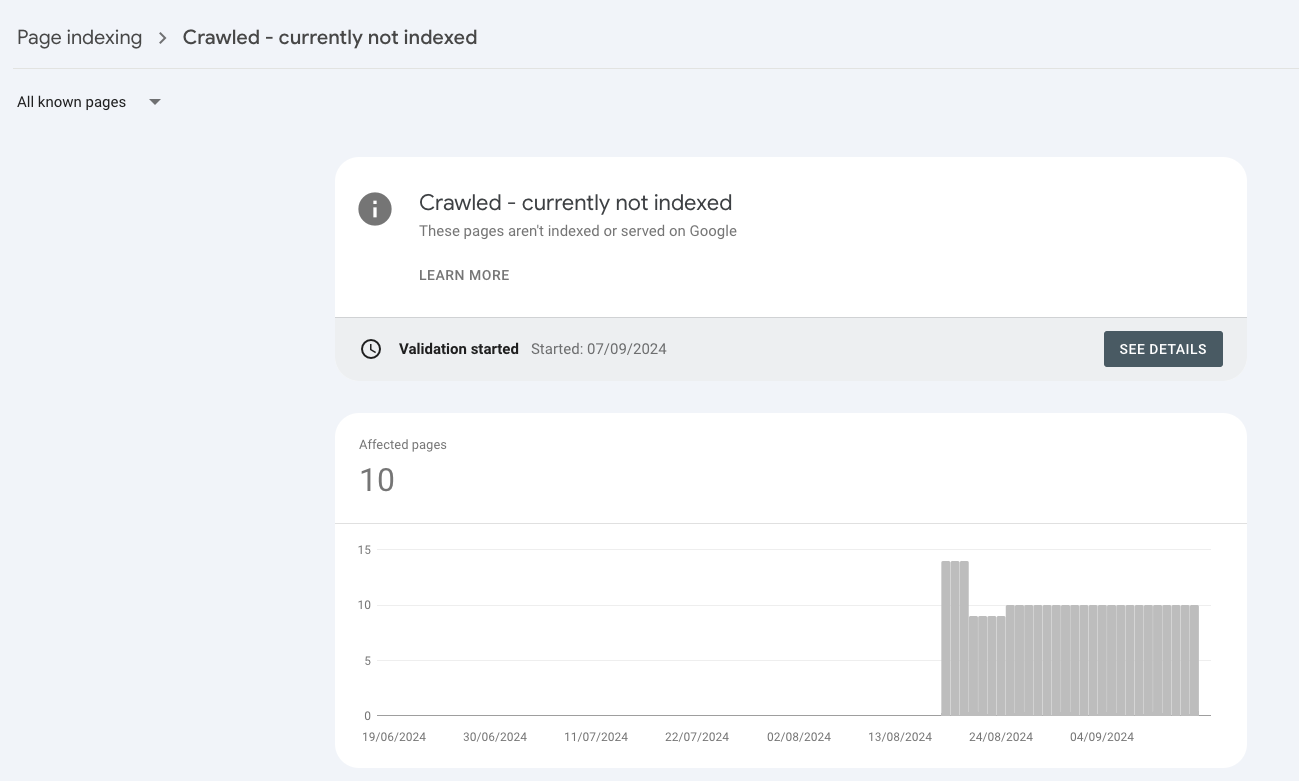 Page indexing > Crawled - currently not indexed
All known pages
Crawled - currently not indexed
These pages aren't indexed or served on Google
LEARN MORE
Validation started Started: 07/09/2024 SEE DETAILS
Affected pages
10
15
10
5
0
19/06/2024 30/06/2024 11/07/2024 22/07/2024 02/08/2024 13/08/2024 24/08/2024 04/09/2024